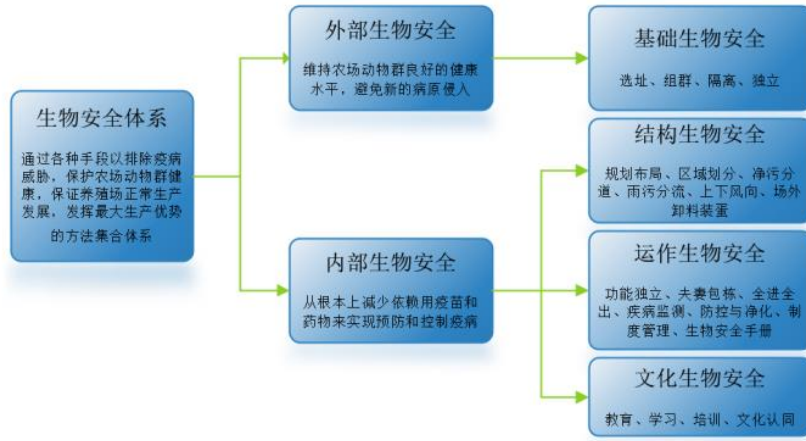 生物安全体系
通过各种手段以排除疫病
威胁，保护农场动物群健
康，保证养殖场正常生产
发展，发挥最大生产优势
的方法集合体系
外部生物安全
维持农场动物群良好的健康
水平，避免新的病原侵入
内部生物安全
从根本上减少依赖用疫苗和
药物来实现预防和控制疫病
基础生物安全
选址、组群、隔离、独立
结构生物安全
规划布局、区域划分、净污分
道、雨污分流、上下风向、场外
卸料装蛋
运作生物安全
功能独立、夫妻包栋、全进全
出、疾病监测、防控与净化、制
度管理、生物安全手册
文化生物安全
教育、学习、培训、文化认同